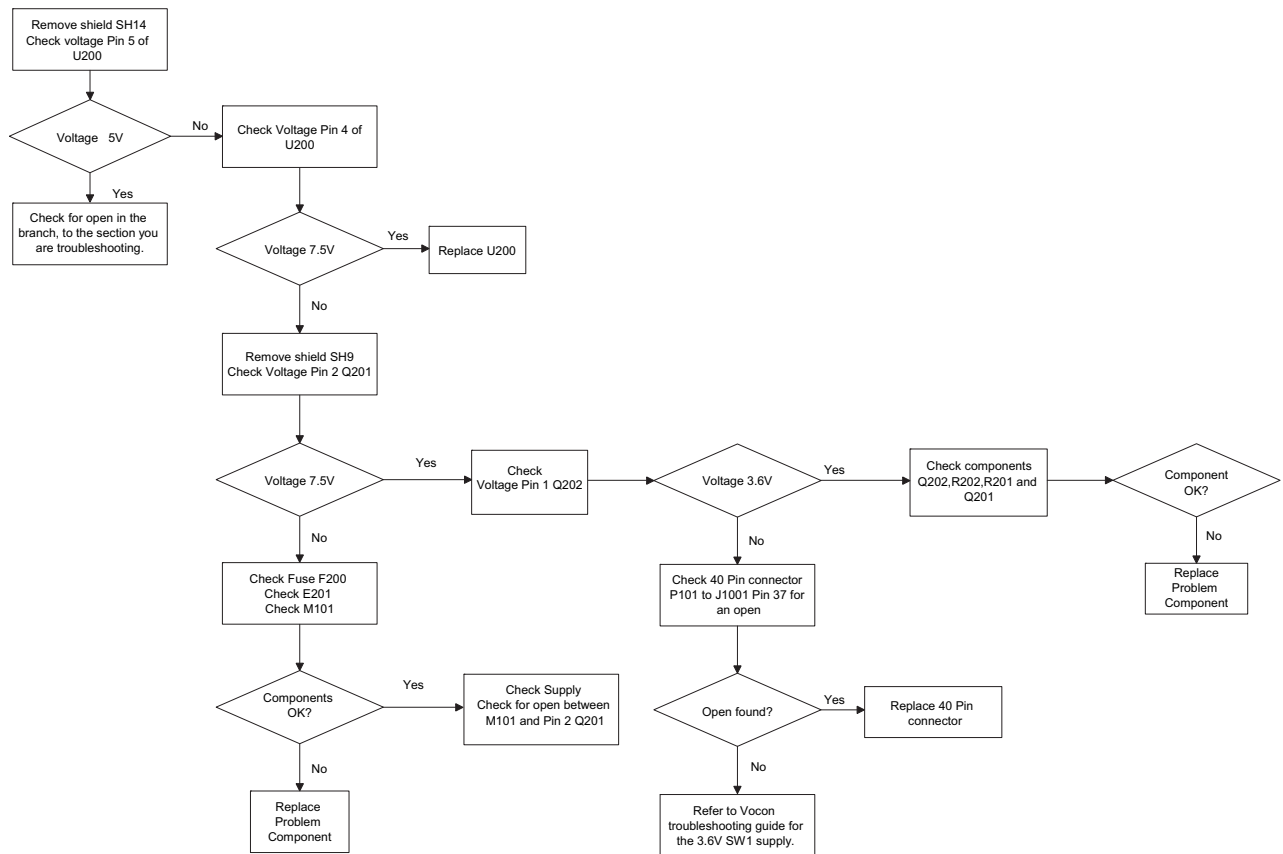 Remove shield SH14
Check voltage Pin 5 of
U200
Voltage 5V
No
Yes
Check for open in the
branch, to the section you
are troubleshooting.
Check Voltage Pin 4 of
U200
Voltage 7.5V
Yes
Replace U200
No
Remove shield SH9
Check Voltage Pin 2 Q201
Voltage 7.5V
Yes
Check
Voltage Pin 1 Q202
Voltage 3.6V
Yes
Check components
Q202,R202,R201 and
Q201
Component
OK?
No
Replace
Problem
Component
No
Check Fuse F200
Check E201
Check M101
Components
OK?
Yes
Check Supply
Check for open between
M101 and Pin 2 Q201
No
Replace
Problem
Component
No
Check 40 Pin connector
P101 to J1001 Pin 37 for
an open
Open found?
Yes
Replace 40 Pin
connector
No
Refer to Vocon
troubleshooting guide for
the 3.6V SW1 supply.